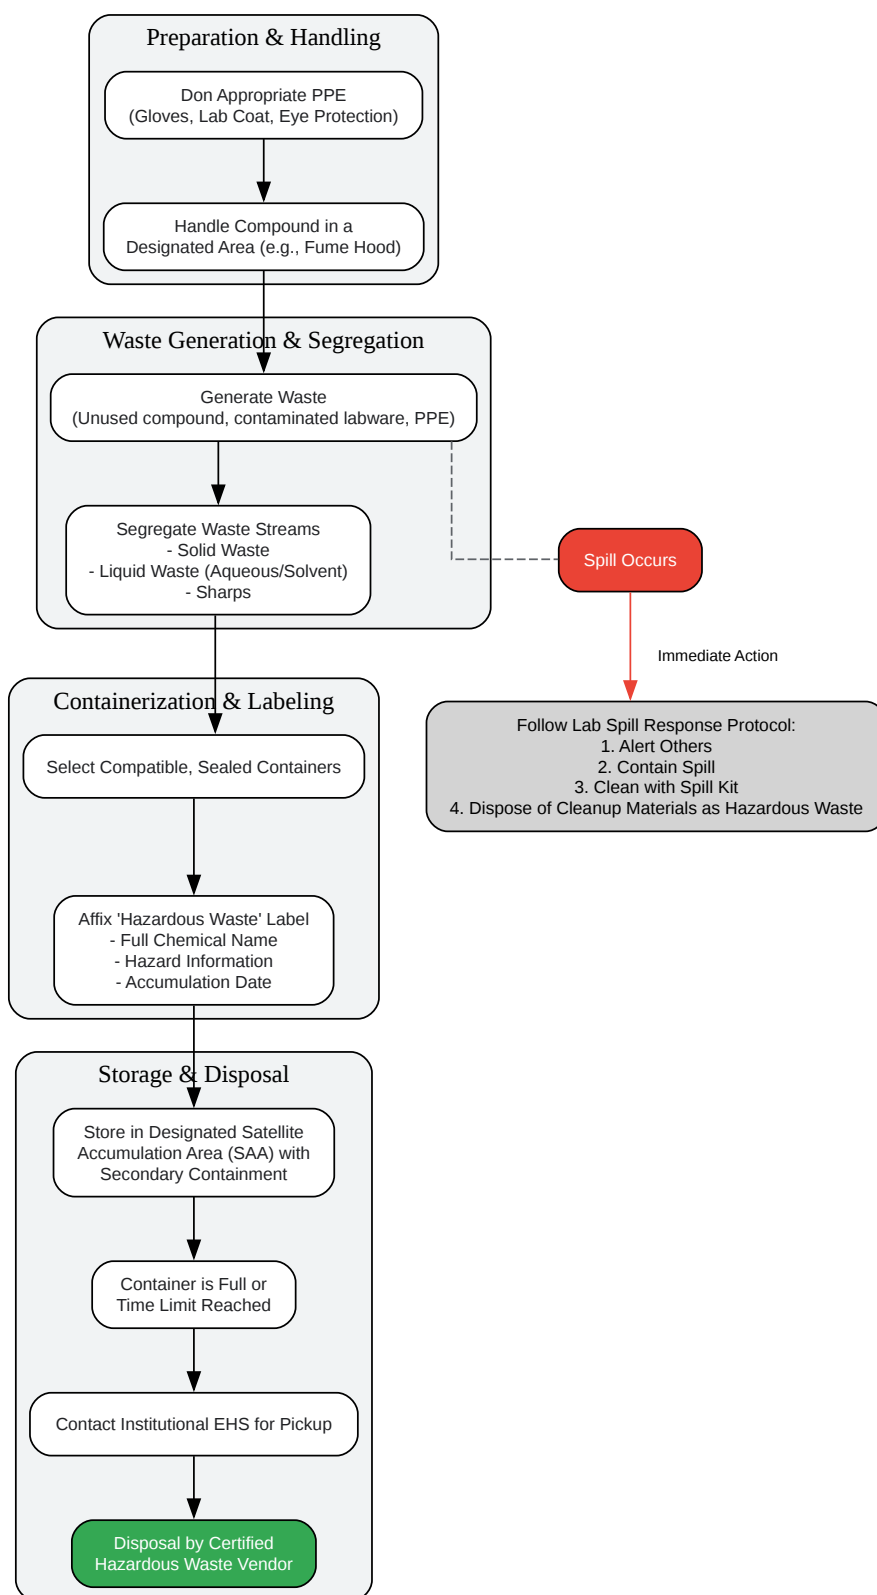 Preparation & Handling
Don Appropriate PPE
(Gloves, Lab Coat, Eye Protection)
Handle Compound in a
Designated Area (e.g., Fume Hood)
Waste Generation & Segregation
Generate Waste
(Unused compound, contaminated labware, PPE)
Segregate Waste Streams
- Solid Waste
- Liquid Waste (Aqueous/Solvent)
- Sharps
Spill Occurs
Immediate Action
Follow Lab Spill Response Protocol:
1. Alert Others
2. Contain Spill
3. Clean with Spill Kit
4. Dispose of Cleanup Materials as Hazardous Waste
Containerization & Labeling
Select Compatible, Sealed Containers
Affix 'Hazardous Waste' Label
- Full Chemical Name
- Hazard Information
- Accumulation Date
Storage & Disposal
Store in Designated Satellite
Accumulation Area (SAA) with
Secondary Containment
Container is Full or
Time Limit Reached
Contact Institutional EHS for Pickup
Disposal by Certified
Hazardous Waste Vendor